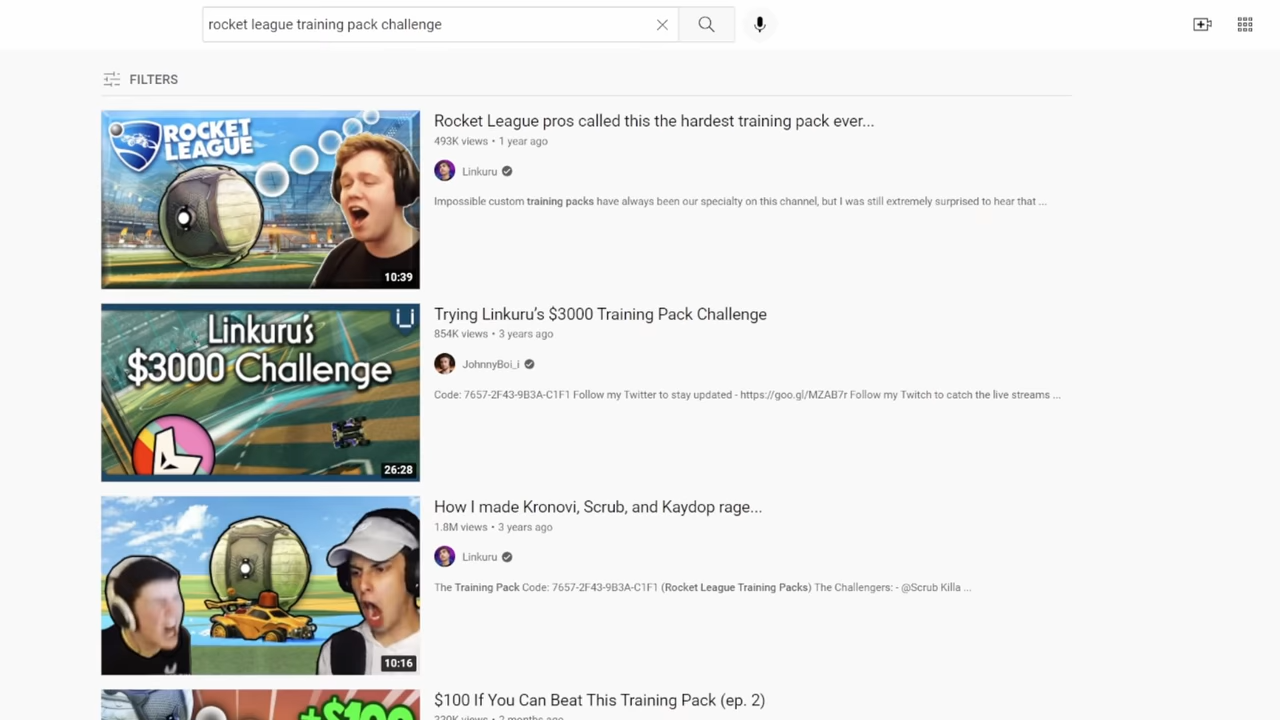 rocket league training pack challenge
FILTERS
ROCKET
LEAGUE
10:39
Rocket League pros called this the hardest training pack ever...
493K views • 1 year ago
Linkuru
Impossible custom training packs have always been our specialty on this channel, but I was still extremely surprised to hear that ...
Linkuru's
$3000 Challenge
26:28
Trying Linkuru's $3000 Training Pack Challenge
854K views • 3 years ago
JohnnyBoi_i
Code: 7657-2F43-9B3A-C1F1 Follow my Twitter to stay updated - https://goo.gl/MZAB7r Follow my Twitch to catch the live streams ...
10:16
How I made Kronovi, Scrub, and Kaydop rage...
1.8M views • 3 years ago
Linkuru
The Training Pack Code: 7657-2F43-9B3A-C1F1 (Rocket League Training Packs) The Challengers: - @Scrub Killa ...
+$100
$100 If You Can Beat This Training Pack (ep. 2)